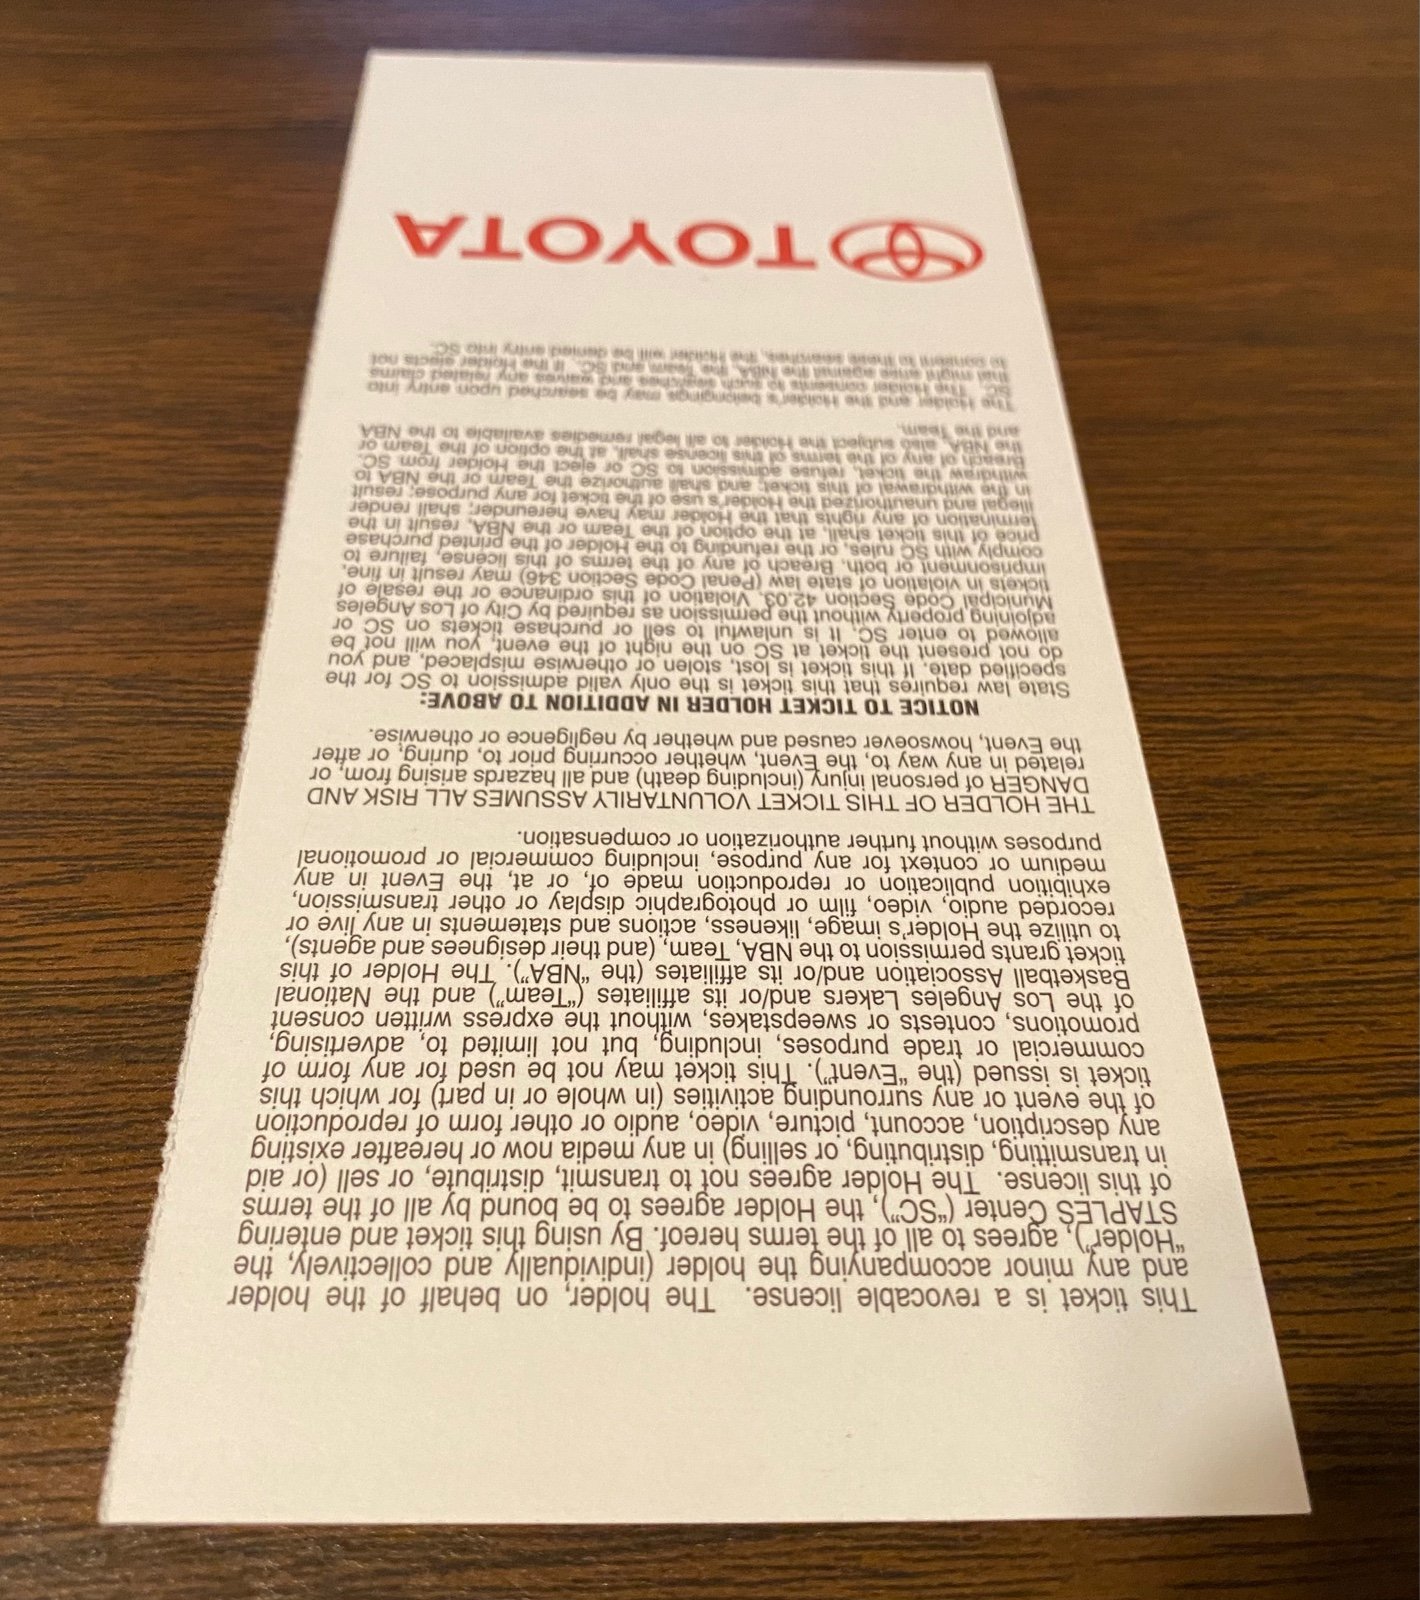 This ticket is a revocable license. The holder, on behalf of the holder
and any minor accompanying the holder (individually and collectively, the
“Holder”), agrees to all of the terms hereof. By using this ticket and entering
STAPLES Center (“SC”), the Holder agrees to be bound by all of the terms
of this license. The Holder agrees not to transmit, distribute, or sell (or aid
in transmitting, distributing, or selling) in any media now or hereafter existing
any description, account, picture, video, audio or other form of reproduction
of the event or any surrounding activities (in whole or in part) for which this
ticket is issued (the “Event”). This ticket may not be used for any form of
commercial or trade purposes, including, but not limited to, advertising,
promotions, contests or sweepstakes, without the express written consent
of the Los Angeles Lakers and/or its affiliates (“Team”) and the National
Basketball Association and/or its affiliates (the “NBA”). The Holder of this
ticket grants permission to the NBA, Team, (and their designees and agents),
to utilize the Holder's image, likeness, actions and statements in any live or
recorded audio, video, film or photographic display or other transmission,
exhibition publication or reproduction made of, or at, the Event in any
medium or context for any purpose, including commercial or promotional
purposes without further authorization or compensation.
THE HOLDER OF THIS TICKET VOLUNTARILY ASSUMES ALL RISK AND
DANGER of personal injury (including death) and all hazards arising from, or
related in any way to, the Event, whether occurring prior to, during, or after
the Event, howsoever caused and whether by negligence or otherwise.
NOTICE TO TICKET HOLDER IN ADDITION TO ABOVE:
State law requires that this ticket is the only valid admission to SC for the
specified date. If this ticket is lost, stolen or otherwise misplaced, and you
do not present the ticket at SC on the night of the event, you will not be
allowed to enter SC. It is unlawful to sell or purchase tickets on SC or
adjoining property without the permission as required by City of Los Angeles
Municipal Code Section 42.03. Violation of this ordinance or the resale of
tickets in violation of state law (Penal Code Section 346) may result in fine,
imprisonment or both. Breach of any of the terms of this license, failure to
comply with SC rules, or the refunding to the Holder of the printed purchase
price of this ticket shall, at the option of the Team or the NBA, result in the
termination of any rights that the Holder may have hereunder; shall render
illegal and unauthorized the Holder's use of the ticket for any purpose; result
in the withdrawal of this ticket; and shall authorize the Team or the NBA to
withdraw the ticket, refuse admission to SC or eject the Holder from SC.
Breach of any of the terms of this license shall, at the option of the Team or
the NBA, also subject the Holder to all legal remedies available to the NBA
and the Team.
The Holder and the Holder's belongings may be searched upon entry into
SC. The Holder consents to such searches and waives any related claims
that might arise against the NBA, the Team and SC. If the Holder elects not
to consent to these searches, the Holder will be denied entry into SC.
TOYOTA